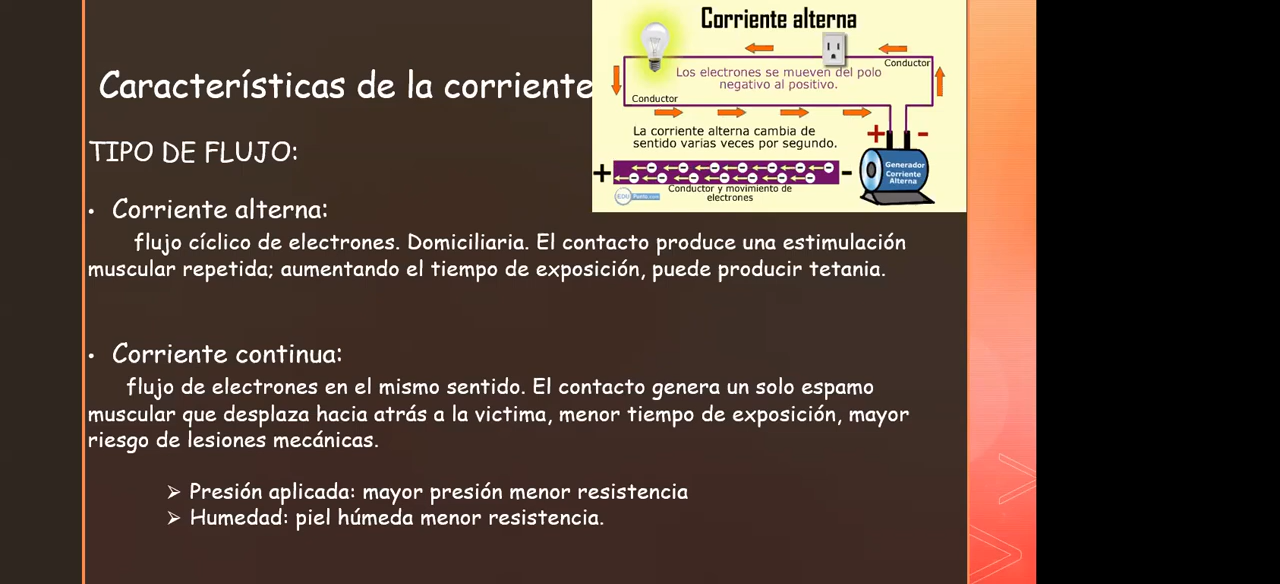 Corriente alterna
Conductor
Los electrones se mueven del polo
negativo al positivo.
Conductor
La corriente alterna cambia de
sentido varias veces por segundo.
+ -
Generador
Corriente
Alterna
+ -
Conductor y movimiento de
electrones
EDU Punto.com
Características de la corriente
TIPO DE FLUJO:
• Corriente alterna:
flujo cíclico de electrones. Domiciliaria. El contacto produce una estimulación
muscular repetida; aumentando el tiempo de exposición, puede producir tetania.
• Corriente continua:
flujo de electrones en el mismo sentido. El contacto genera un solo espamo
muscular que desplaza hacia atrás a la victima, menor tiempo de exposición, mayor
riesgo de lesiones mecánicas.
➢ Presión aplicada: mayor presión menor resistencia
➢ Humedad: piel húmeda menor resistencia.